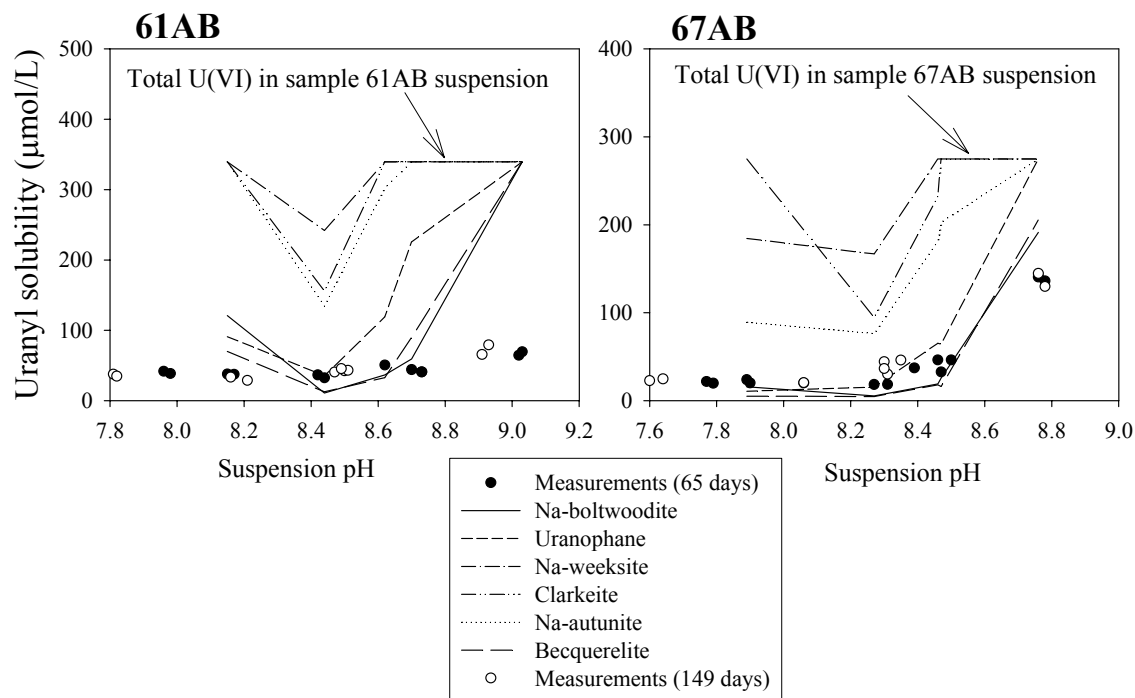 61AB
67AB
Total U(VI) in sample 61AB suspension
Total U(VI) in sample 67AB suspension
Uranyl solubility (µmol/L)
500
400
300
200
100
0
7.8 8.0 8.2 8.4 8.6 8.8 9.0 9.2
Suspension pH
400
300
200
100
0
7.6 7.8 8.0 8.2 8.4 8.6 8.8 9.0
Suspension pH
Measurements (65 days)
Na-boltwoodite
Uranophane
Na-weeksite
Clarkeite
Na-autunite
Becquerelite
Measurements (149 days)